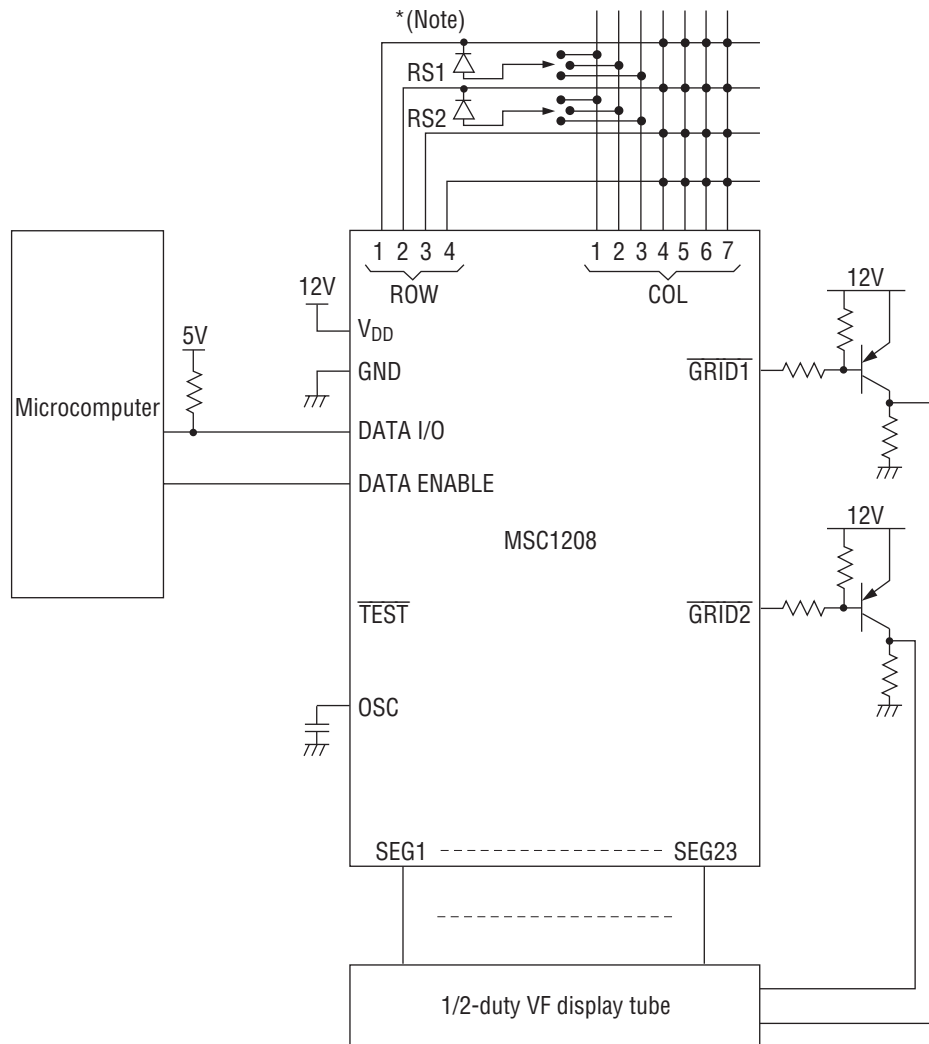 *(Note)
RS1
RS2
1 2 3 4
ROW
1 2 3 4 5 6 7
COL
12V
VDD
5V
GND
GRID1
12V
Microcomputer
DATA I/O
DATA ENABLE
MSC1208
12V
TEST
GRID2
OSC
SEG1
SEG23
1/2-duty VF display tube